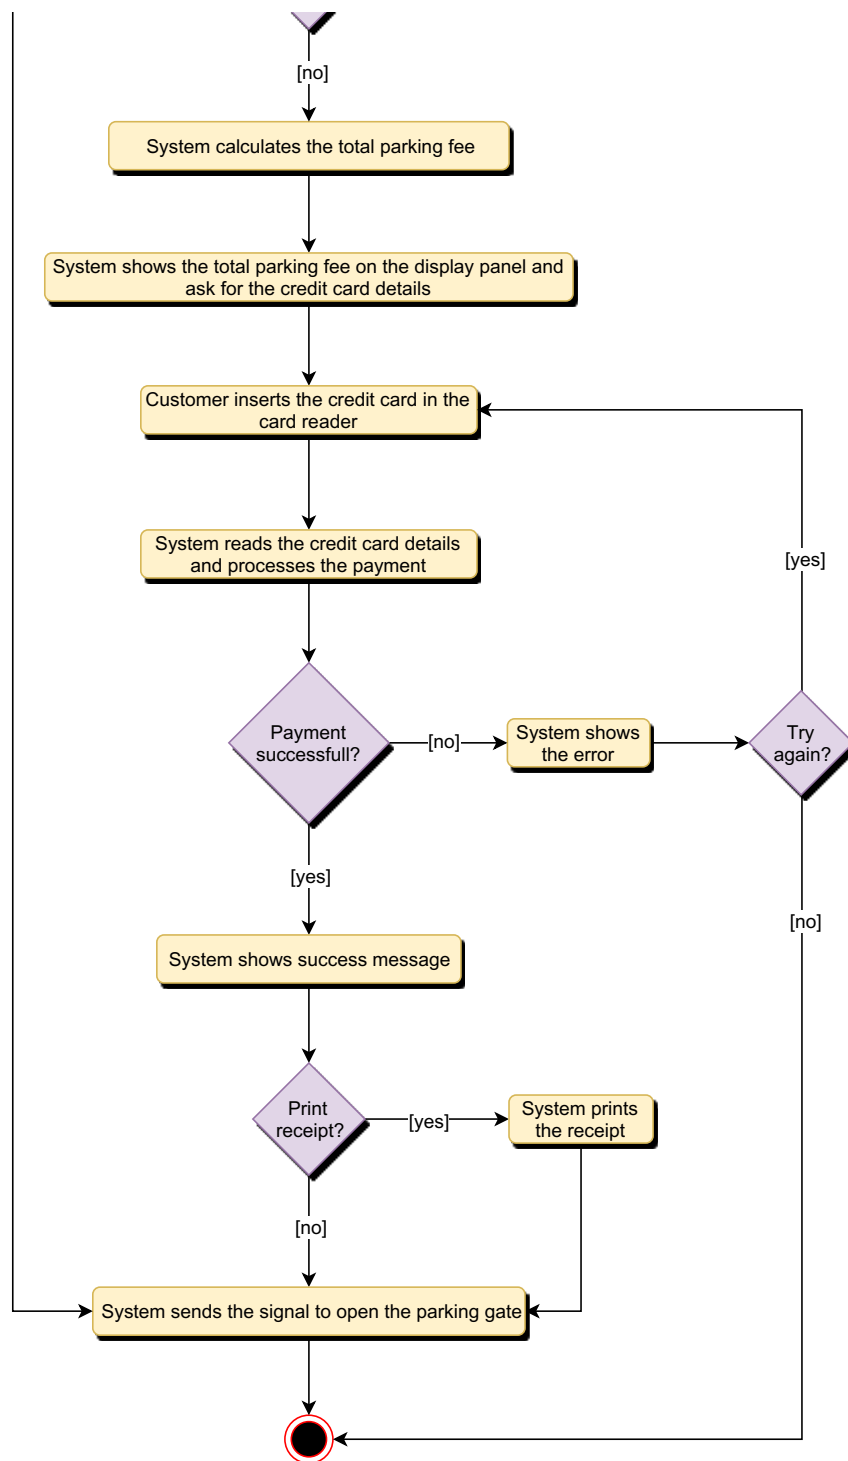 [no]
System calculates the total parking fee
System shows the total parking fee on the display panel and
ask for the credit card details
Customer inserts the credit card in the
card reader
System reads the credit card details
and processes the payment
[yes]
Payment
successfull?
[no]
System shows
the error
Try
again?
[yes]
[no]
System shows success message
Print
receipt?
[yes]
System prints
the receipt
[no]
System sends the signal to open the parking gate